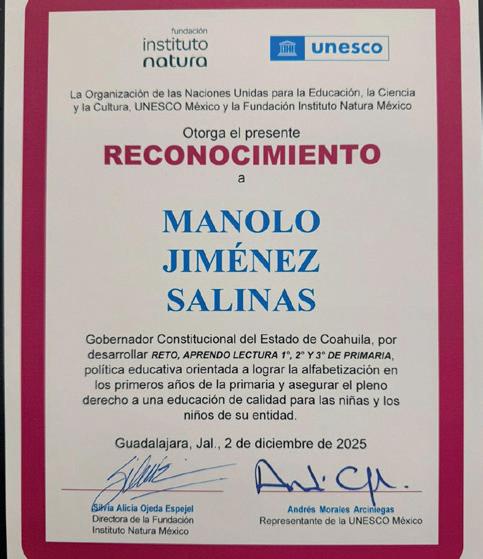 fundación
instituto
natura
unesco
La Organización de las Naciones Unidas para la Educación, la Ciencia
y la Cultura, UNESCO México y la Fundación Instituto Natura México
Otorga el presente
RECONOCIMIENTO
a
MANOLO
JIMÉNEZ
SALINAS
Gobernador Constitucional del Estado de Coahuila, por
desarrollar RETO, APRENDO LECTURA 1°, 2° Y 3° DE PRIMARIA,
política educativa orientada a lograr la alfabetización en
los primeros años de la primaria y asegurar el pleno
derecho a una educación de calidad para las niñas y los
niños de su entidad.
Guadalajara, Jal., 2 de diciembre de 2025
Silvia Alicia Ojeda Espejel
Directora de la Fundación
Instituto Natura México
Andrés Morales Arciniegas
Representante de la UNESCO México